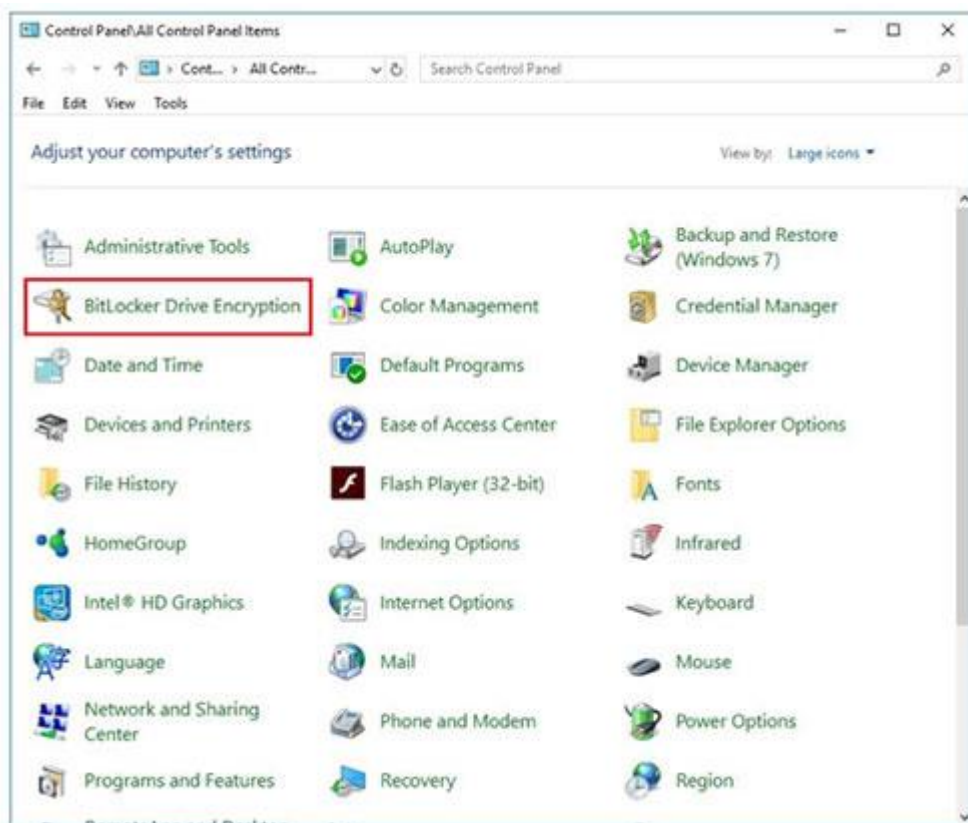 Control Panel\All Control Panel Items
Cont... › All Contr...
Search Control Panel
File Edit View Tools
Adjust your computer's settings
View by: Large icons
Administrative Tools
AutoPlay
Backup and Restore
(Windows 7)
BitLocker Drive Encryption
Color Management
Credential Manager
Date and Time
Default Programs
Device Manager
Devices and Printers
Ease of Access Center
File Explorer Options
File History
Flash Player (32-bit)
Fonts
HomeGroup
Indexing Options
Infrared
Intel® HD Graphics
Internet Options
Keyboard
Language
Mail
Mouse
Network and Sharing
Center
Phone and Modem
Power Options
Programs and Features
Recovery
Region